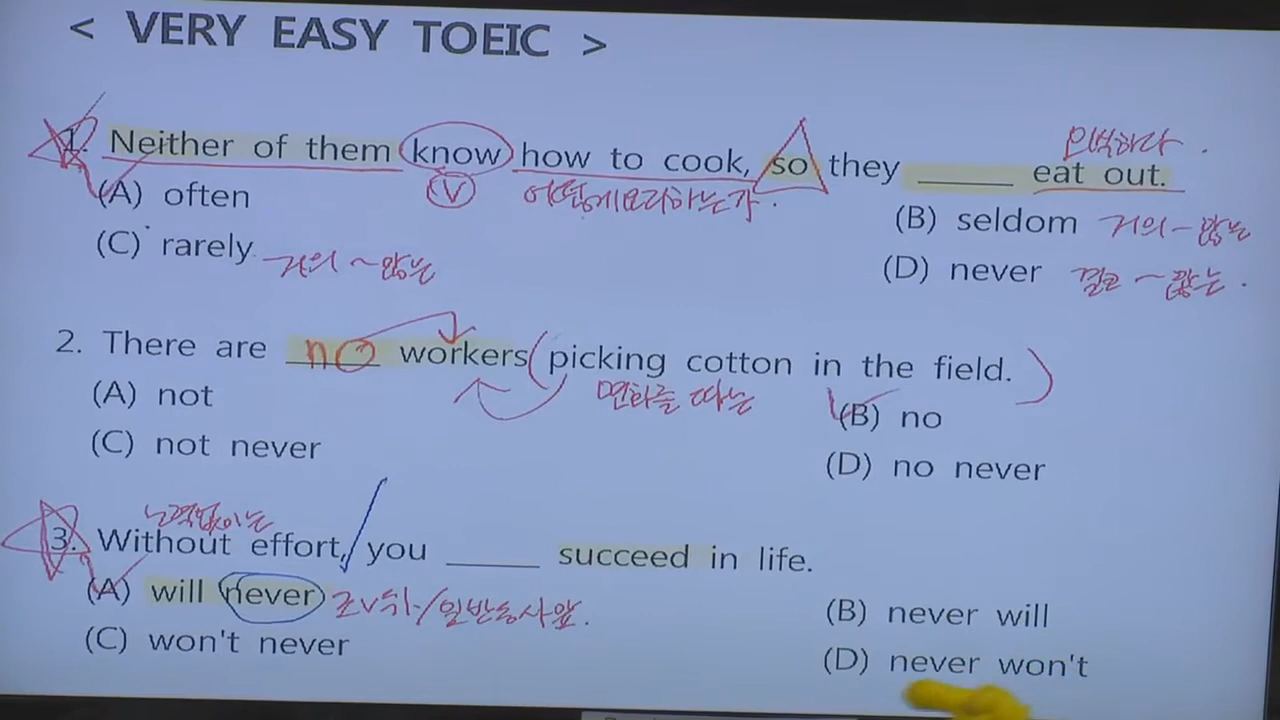 < VERY EASY TOEIC >
외식하다.
1. Neither of them know how to cook, so they _____ eat out.
V 어떻게요리하는가.
(A) often (B) seldom 거의~않는
(C) rarely 거의~않는 (D) never 결코~않는.
2. There are no workers (picking cotton in the field.)
면화를 따는
(A) not (B) no
(C) not never (D) no never
노력없이는
3. Without effort, / you _____ succeed in life.
(A) will never 조V뒤/일반동사앞. (B) never will
(C) won't never (D) never won't